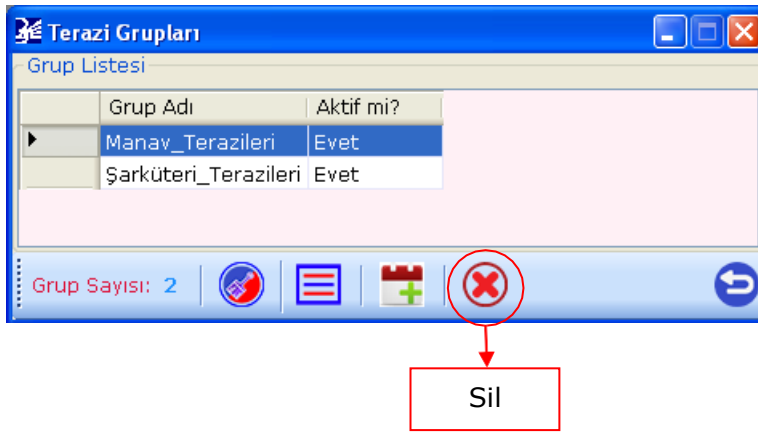 Terazi Grupları
Grup Listesi
Grup Adı Aktif mi?
Manav_Terazileri Evet
Şarküteri_Terazileri Evet
Grup Sayısı: 2
Sil